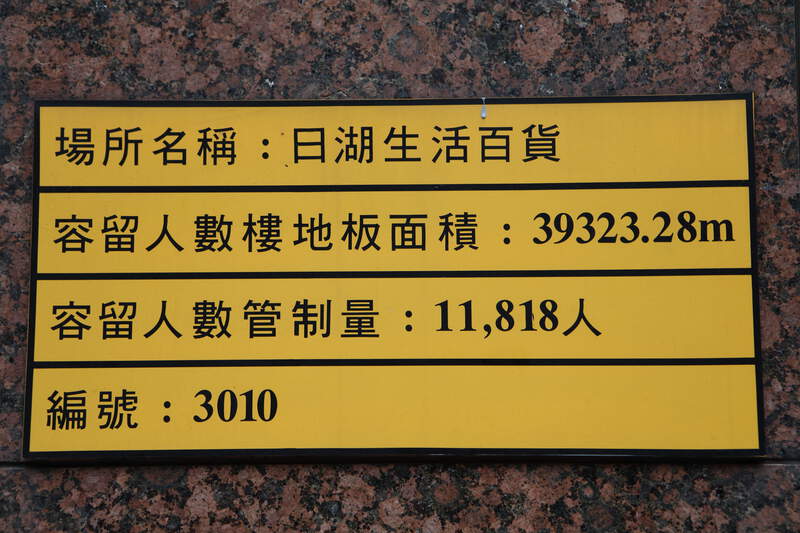 場所名稱：日湖生活百貨
容留人數樓地板面積：39323.28m
容留人數管制量：11,818人
編號：3010